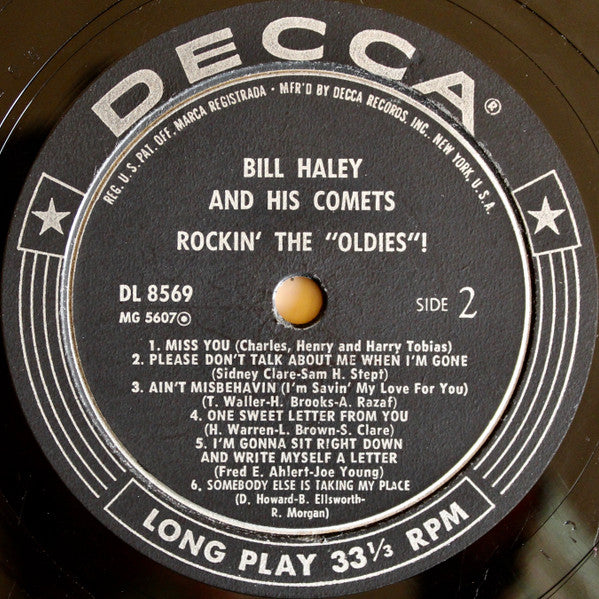 DECCA®
REG. U.S. PAT. OFF. MARCA REGISTRADA • MFR'D BY DECCA RECORDS, INC., NEW YORK, U.S.A.
BILL HALEY
AND HIS COMETS
ROCKIN' THE "OLDIES"!
DL 8569
MG 5607
SIDE 2
1. MISS YOU (Charles, Henry and Harry Tobias)
2. PLEASE DON'T TALK ABOUT ME WHEN I'M GONE
(Sidney Clare-Sam H. Stept)
3. AIN'T MISBEHAVIN (I'm Savin' My Love For You)
(T. Waller-H. Brooks-A. Razaf)
4. ONE SWEET LETTER FROM YOU
(H. Warren-L. Brown-S. Clare)
5. I'M GONNA SIT RIGHT DOWN
AND WRITE MYSELF A LETTER
(Fred E. Ahlert-Joe Young)
6. SOMEBODY ELSE IS TAKING MY PLACE
(D. Howard-B. Ellsworth-
R. Morgan)
LONG PLAY 33⅓ RPM